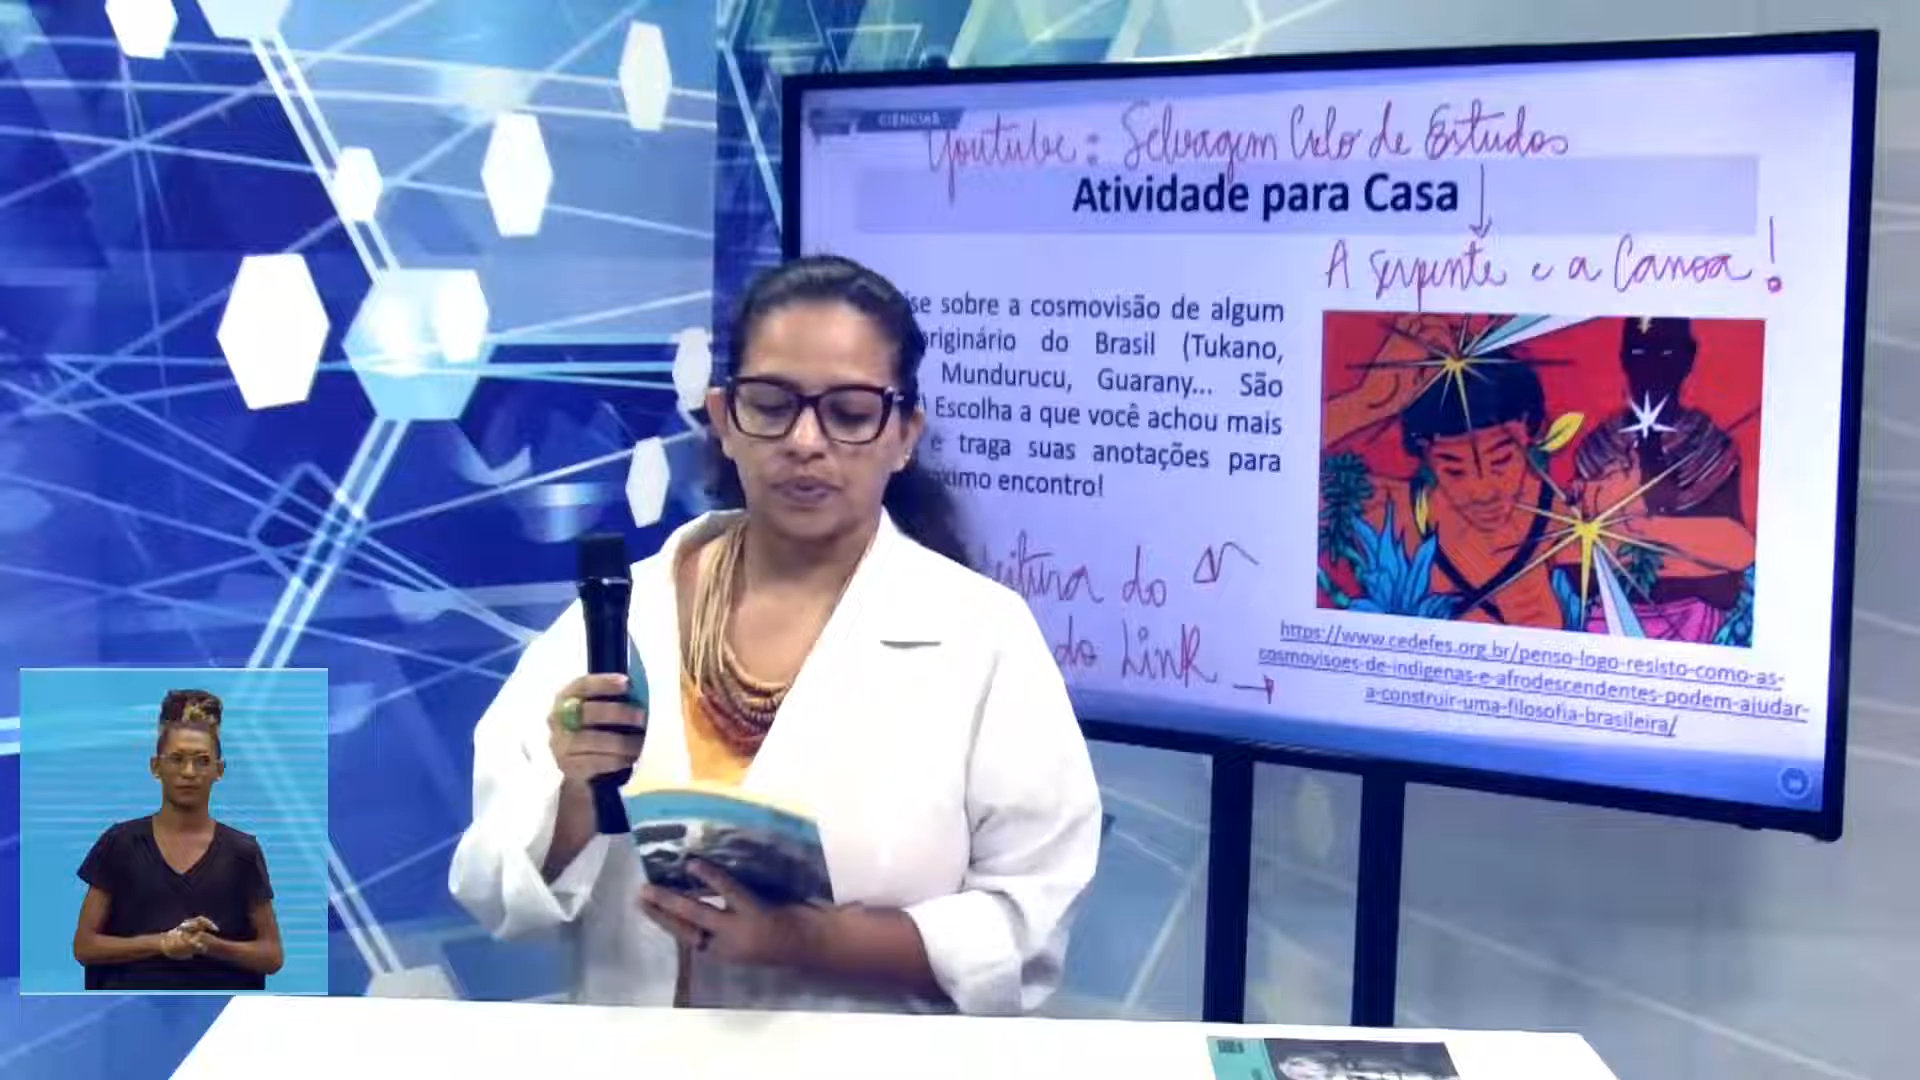 CIÊNCIAS
Youtube: Selvagem Ciclo de Estudos
Atividade para Casa
A serpente e a Canoa!
se sobre a cosmovisão de algum
originário do Brasil (Tukano,
Mundurucu, Guarany... São
Escolha a que você achou mais
e traga suas anotações para
encontro!
do
do Link
https://www.cedefes.org.br/penso-logo-resisto-como-as-
cosmovisoes-de-indigenas-e-afrodescendentes-podem-ajudar-
a-construir-uma-filosofia-brasileira/